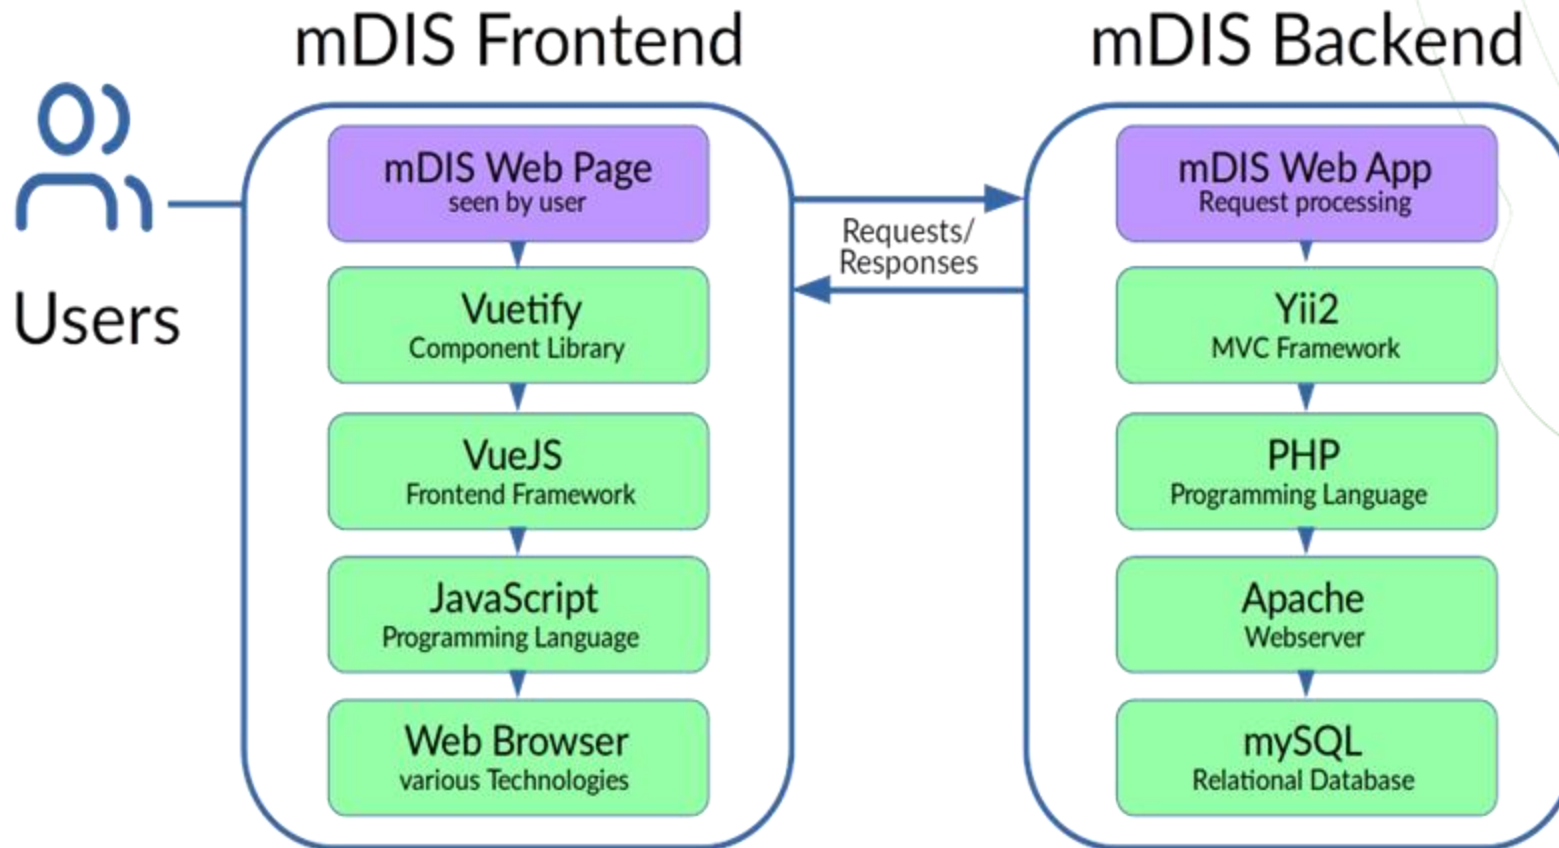 mDIS Frontend
mDIS Backend
Users
mDIS Web Page
seen by user
Vuetify
Component Library
VueJS
Frontend Framework
JavaScript
Programming Language
Web Browser
various Technologies
Requests/
Responses
mDIS Web App
Request processing
Yii2
MVC Framework
PHP
Programming Language
Apache
Webserver
mySQL
Relational Database